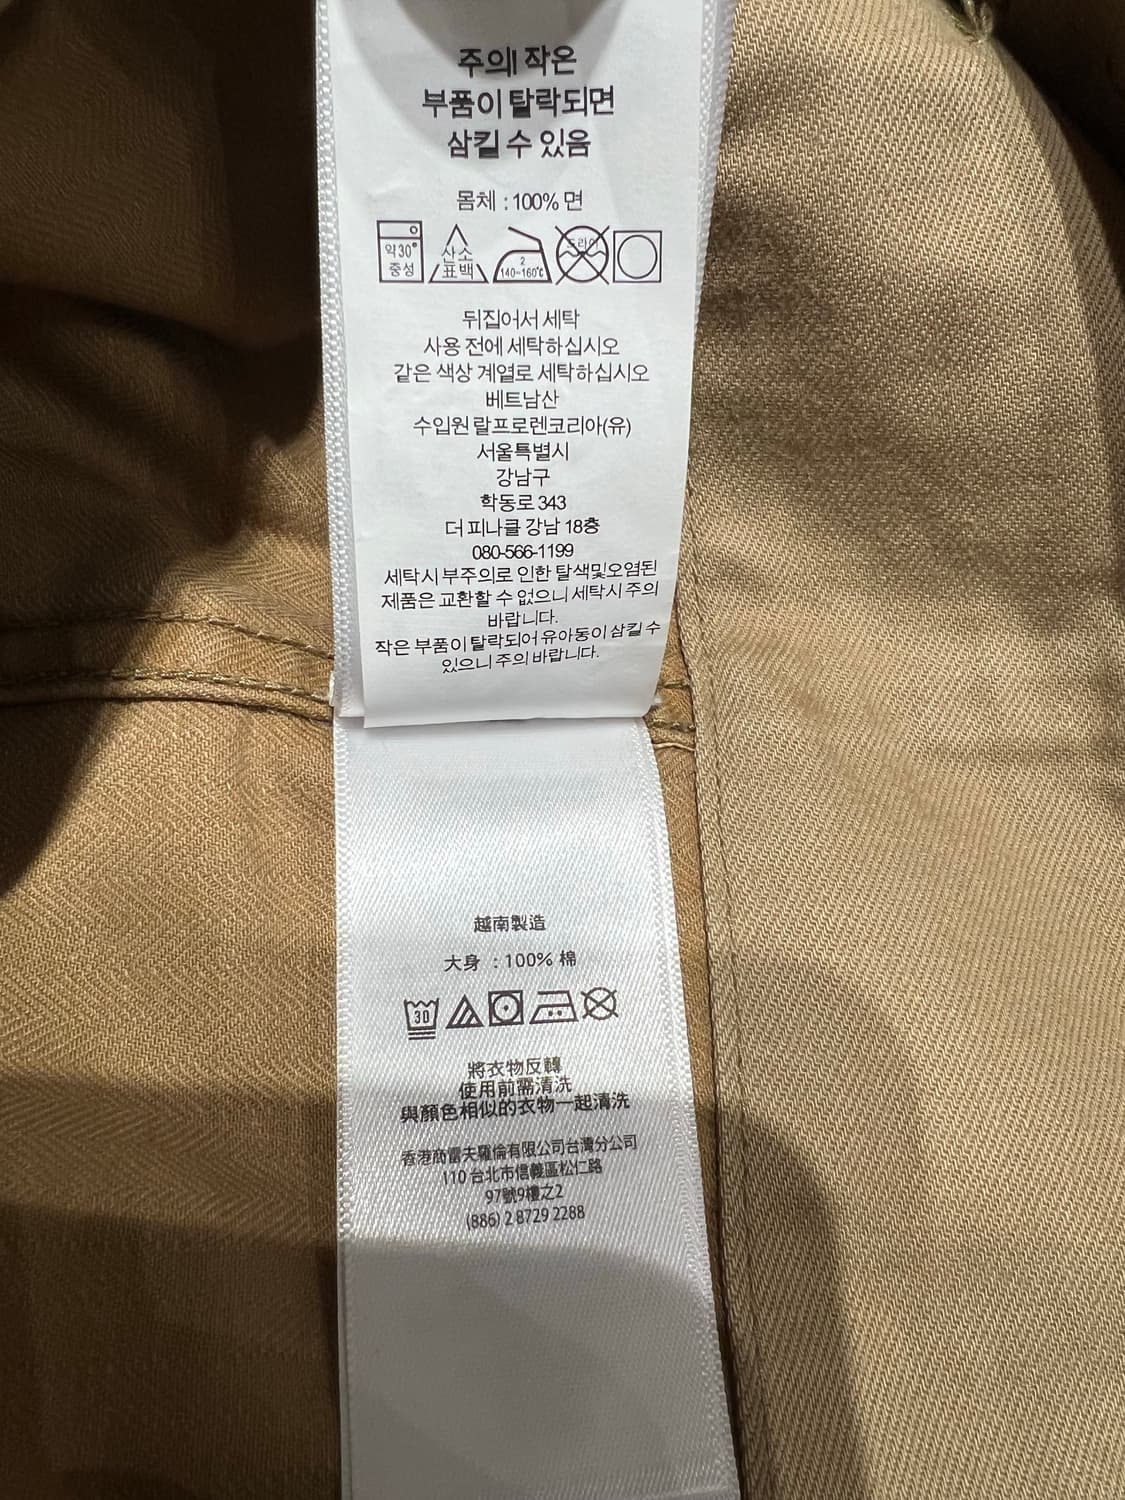 주의! 작은
부품이 탈락되면
삼킬 수 있음
몸체 : 100% 면
약30°
중성
산소
표백
2
140~160℃
드라이
뒤집어서 세탁
사용 전에 세탁하십시오
같은 색상 계열로 세탁하십시오
베트남산
수입원 랄프로렌코리아(유)
서울특별시
강남구
학동로 343
더 피나클 강남 18층
080-566-1199
세탁시 부주의로 인한 탈색및오염된
제품은 교환할 수 없으니 세탁시 주의
바랍니다.
작은 부품이 탈락되어 유아동이 삼킬 수
있으니 주의 바랍니다.
越南製造
大身 : 100% 棉
30
將衣物反轉
使用前需清洗
與顏色相似的衣物一起清洗
香港商雷夫羅倫有限公司台灣分公司
110 台北市信義區松仁路
97號9樓之2
(886) 2 8729 2288